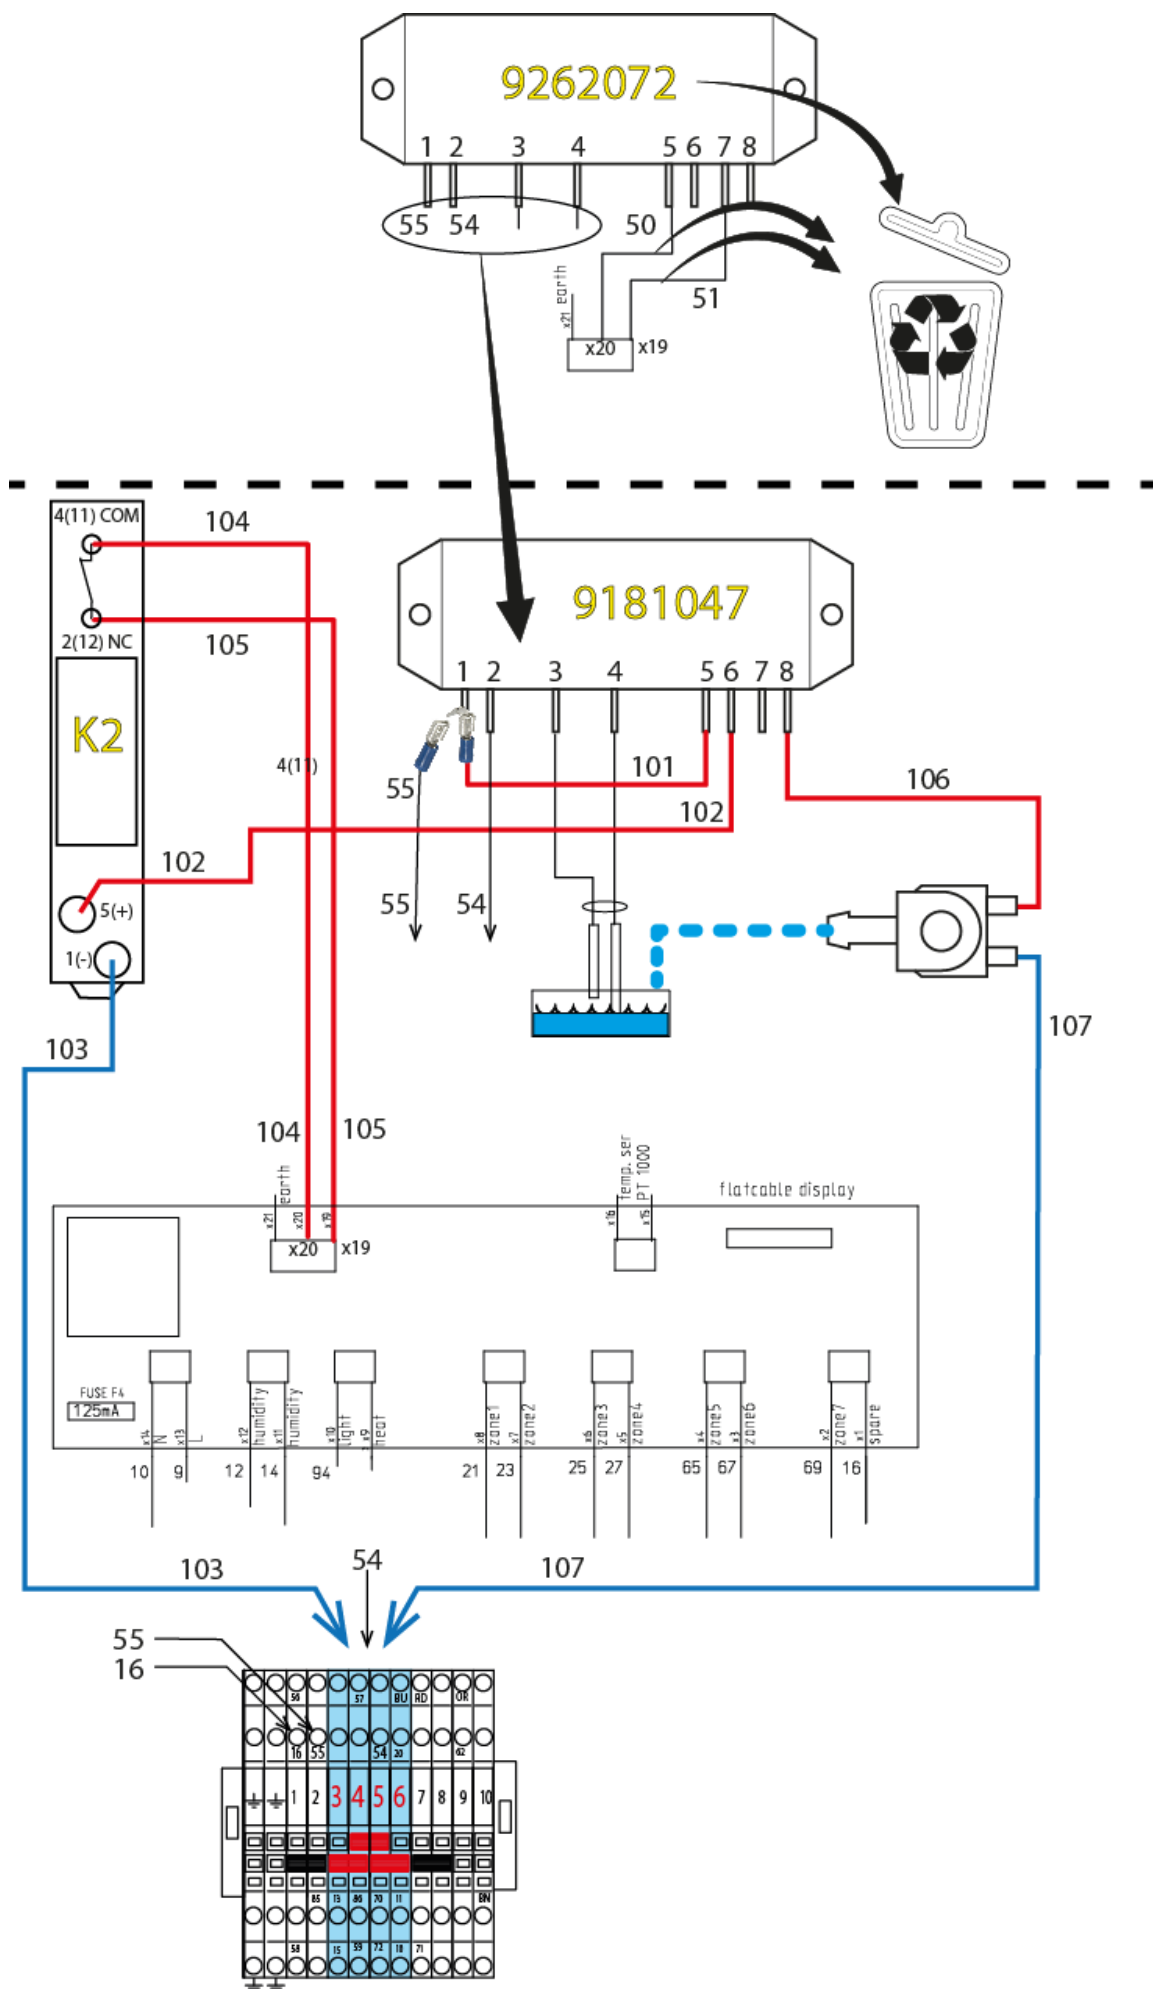 9262072
1 2 3 4 5 6 7 8
55 54 50
51
earth
x21
x20 x19
4(11) COM
104
105
2(12) NC
K2
4(11)
9181047
1 2 3 4 5 6 7 8
101
55
102
106
102
5(+)
55 54
1(-)
103
107
104 105
earth
x21
x20
x19
x20 x19
temp. ser
PT 1000
x16
x15
flatcable display
FUSE F4
125mA
x14 N
x13 L
x12 humidity
x11 humidity
x10 light
x9 heat
x8 zone1
x7 zone2
x6 zone3
x5 zone4
x4 zone5
x3 zone6
x2 zone7
x1 spare
10 9 12 14 94 21 23 25 27 65 67 69 16
103 54 107
55
16
56 57 BU RD OR
16 55 54 20 62
1 2 3 4 5 6 7 8 9 10
85 13 86 70 11 BN
58 15 59 72 18 71